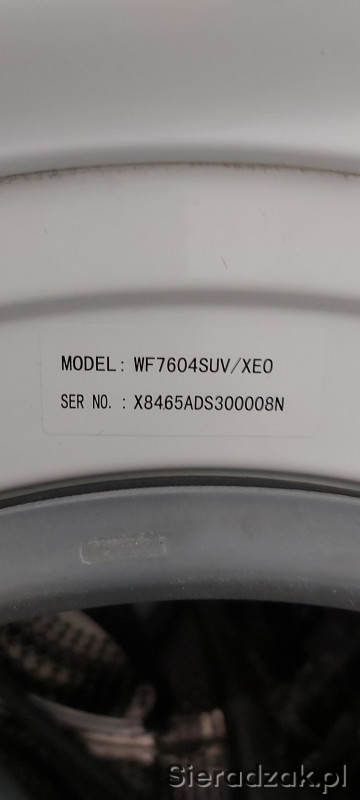 MODEL: WF7604SUV/XEO
SER NO. : X8465ADS300008N
Sieradzak.pl